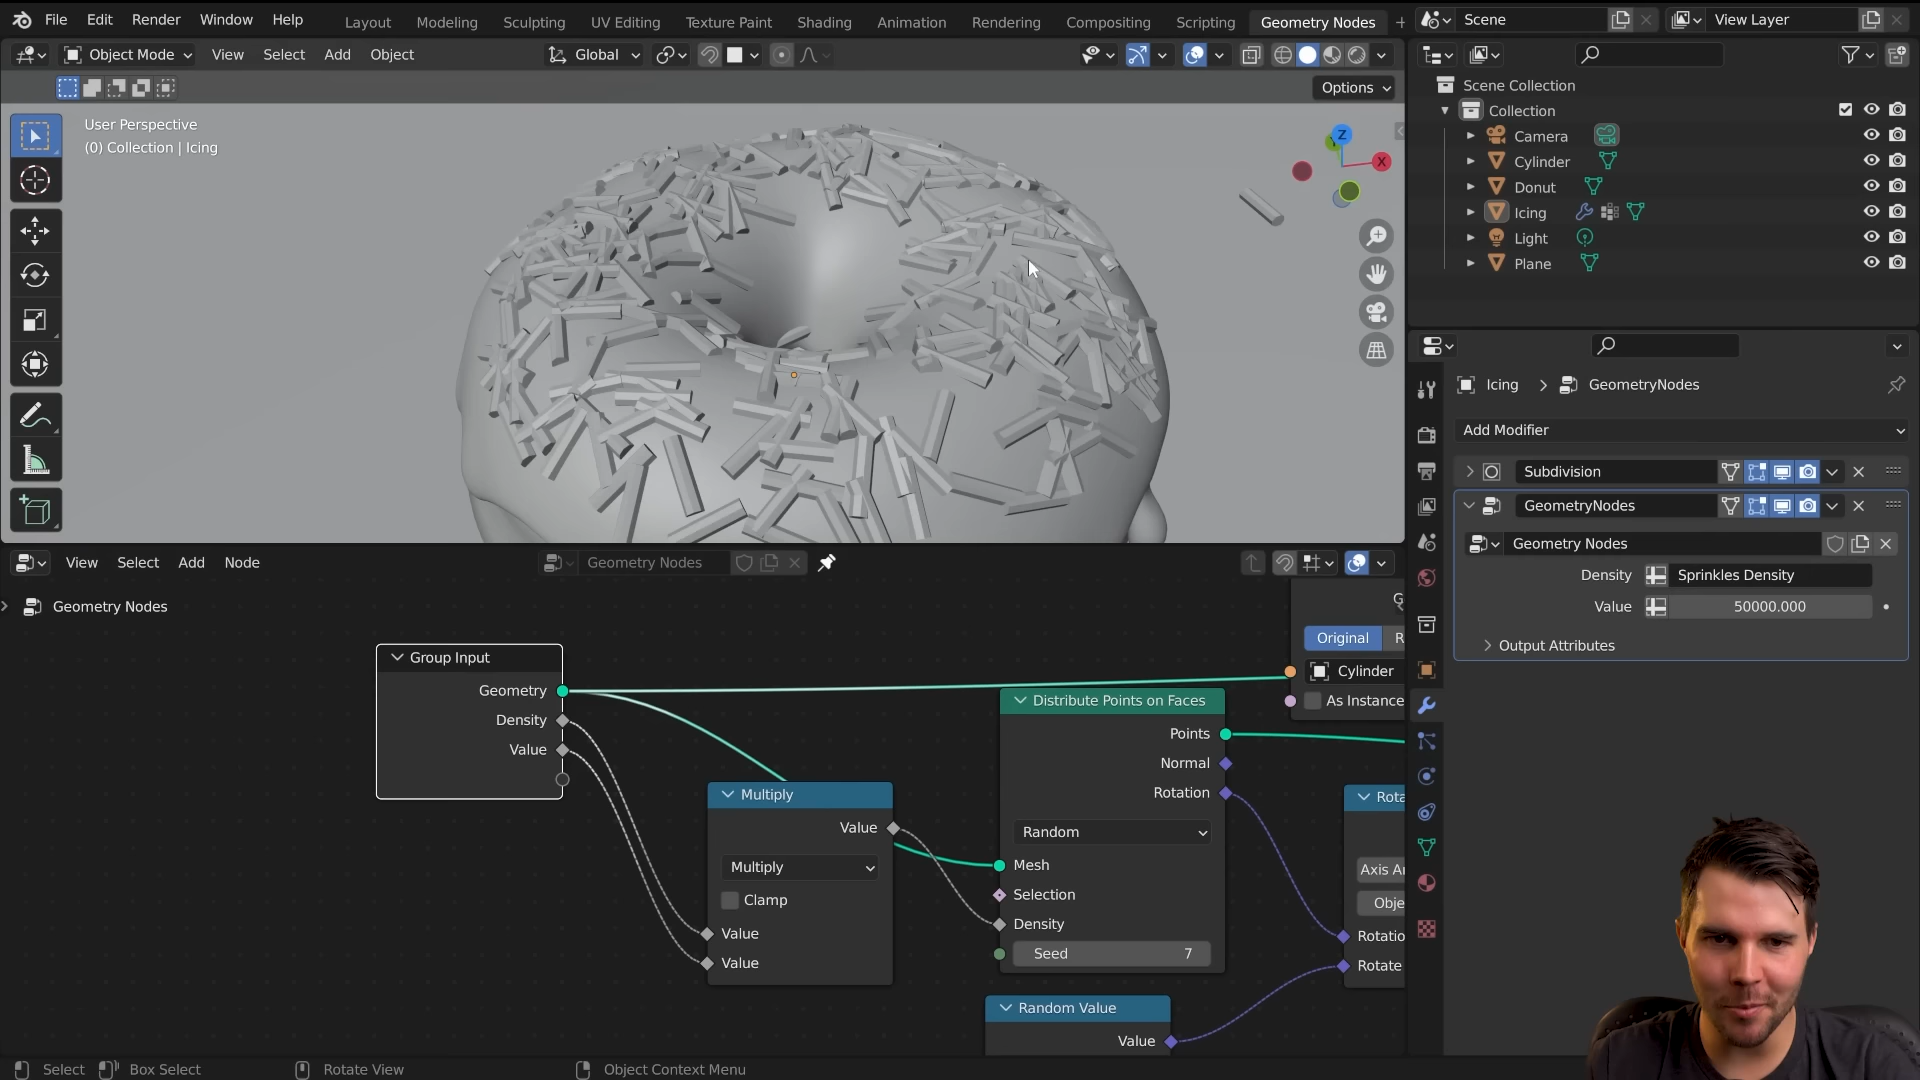 File Edit Render Window Help Layout Modeling Sculpting UV Editing Texture Paint Shading Animation Rendering Compositing Scripting Geometry Nodes + Scene View Layer
Object Mode View Select Add Object Global
Options
User Perspective
(0) Collection | Icing
Z
X
Scene Collection
Collection
Camera
Cylinder
Donut
Icing
Light
Plane
Icing > GeometryNodes
Add Modifier
Subdivision
GeometryNodes
Geometry Nodes
Density Sprinkles Density
Value 50000.000
Output Attributes
View Select Add Node Geometry Nodes
Geometry Nodes
Group Input
Geometry
Density
Value
Multiply
Value
Multiply
Clamp
Value
Value
Distribute Points on Faces
Points
Normal
Rotation
Random
Mesh
Selection
Density
Seed 7
Random Value
Value
G
Original R
Cylinder
As Instance
Rota
Axis A
Obje
Rotatio
Rotate
Select Box Select Rotate View Object Context Menu